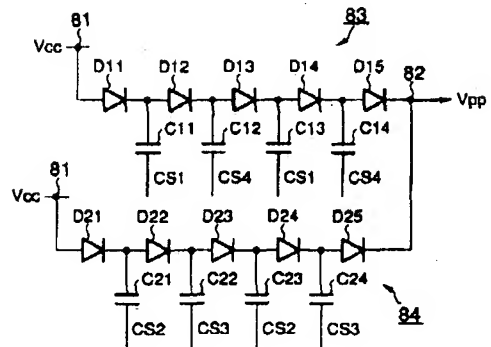 81 83
Vcc D11 D12 D13 D14 D15 82
Vpp
C11 C12 C13 C14
81 CS1 CS4 CS1 CS4
Vcc D21 D22 D23 D24 D25
C21 C22 C23 C24
CS2 CS3 CS2 CS3 84